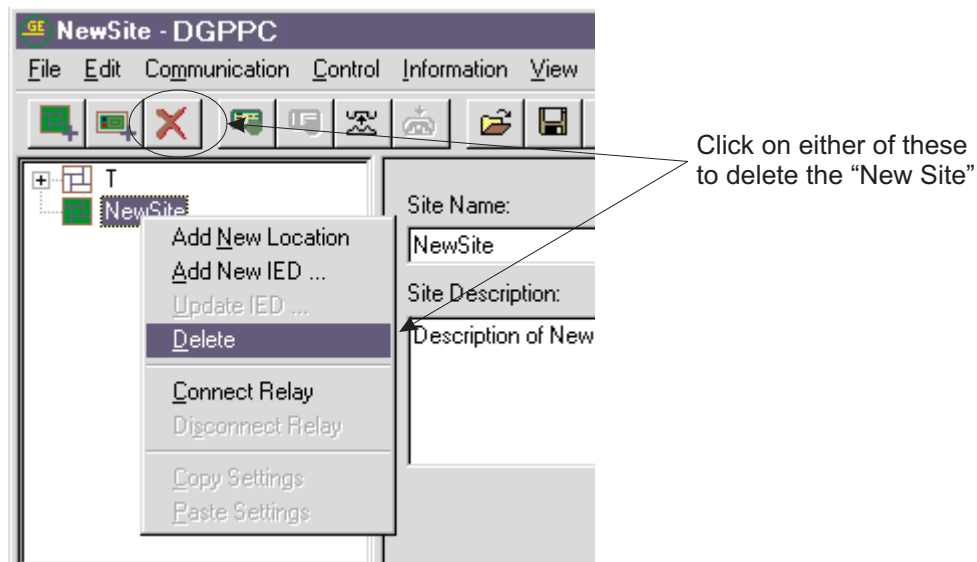 GE NewSite - DGPPC
File Edit Communication Control Information View
T
NewSite
Add New Location
Add New IED ...
Update IED ...
Delete
Connect Relay
Disconnect Relay
Copy Settings
Paste Settings
Site Name:
NewSite
Site Description:
Description of New
Click on either of these
to delete the “New Site”